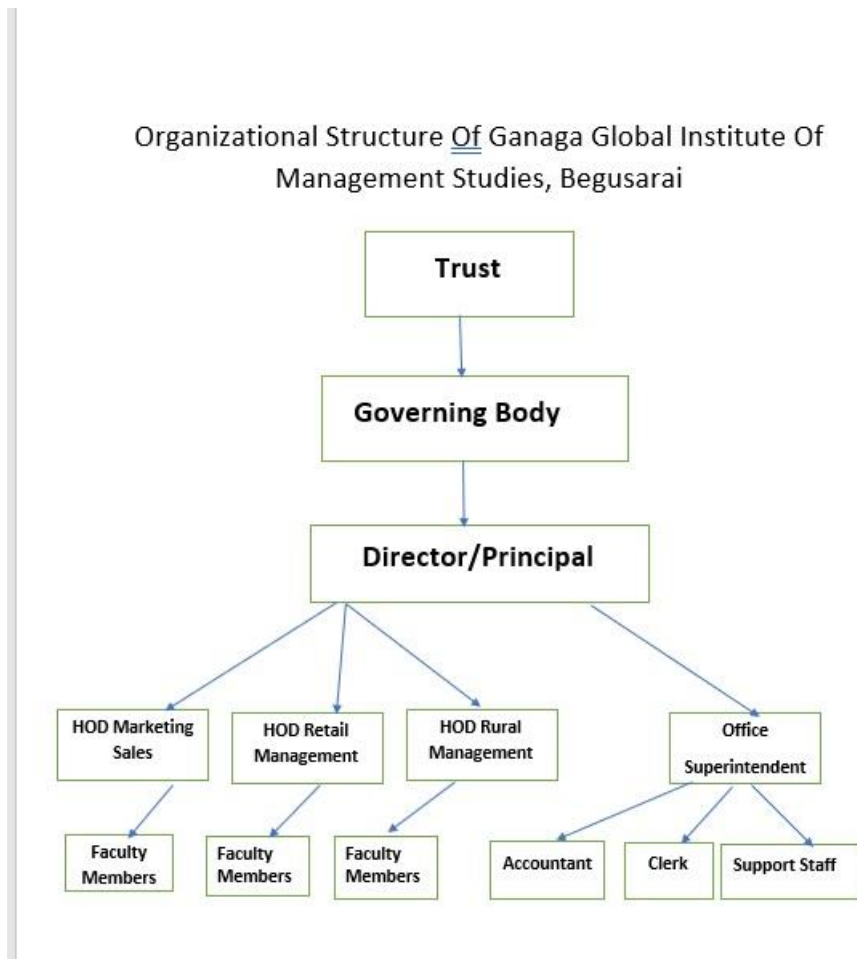 Organizational Structure Of Ganaga Global Institute Of
Management Studies, Begusarai
Trust
Governing Body
Director/Principal
HOD Marketing
Sales
HOD Retail
Management
HOD Rural
Management
Office
Superintendent
Faculty
Members
Faculty
Members
Faculty
Members
Accountant
Clerk
Support Staff